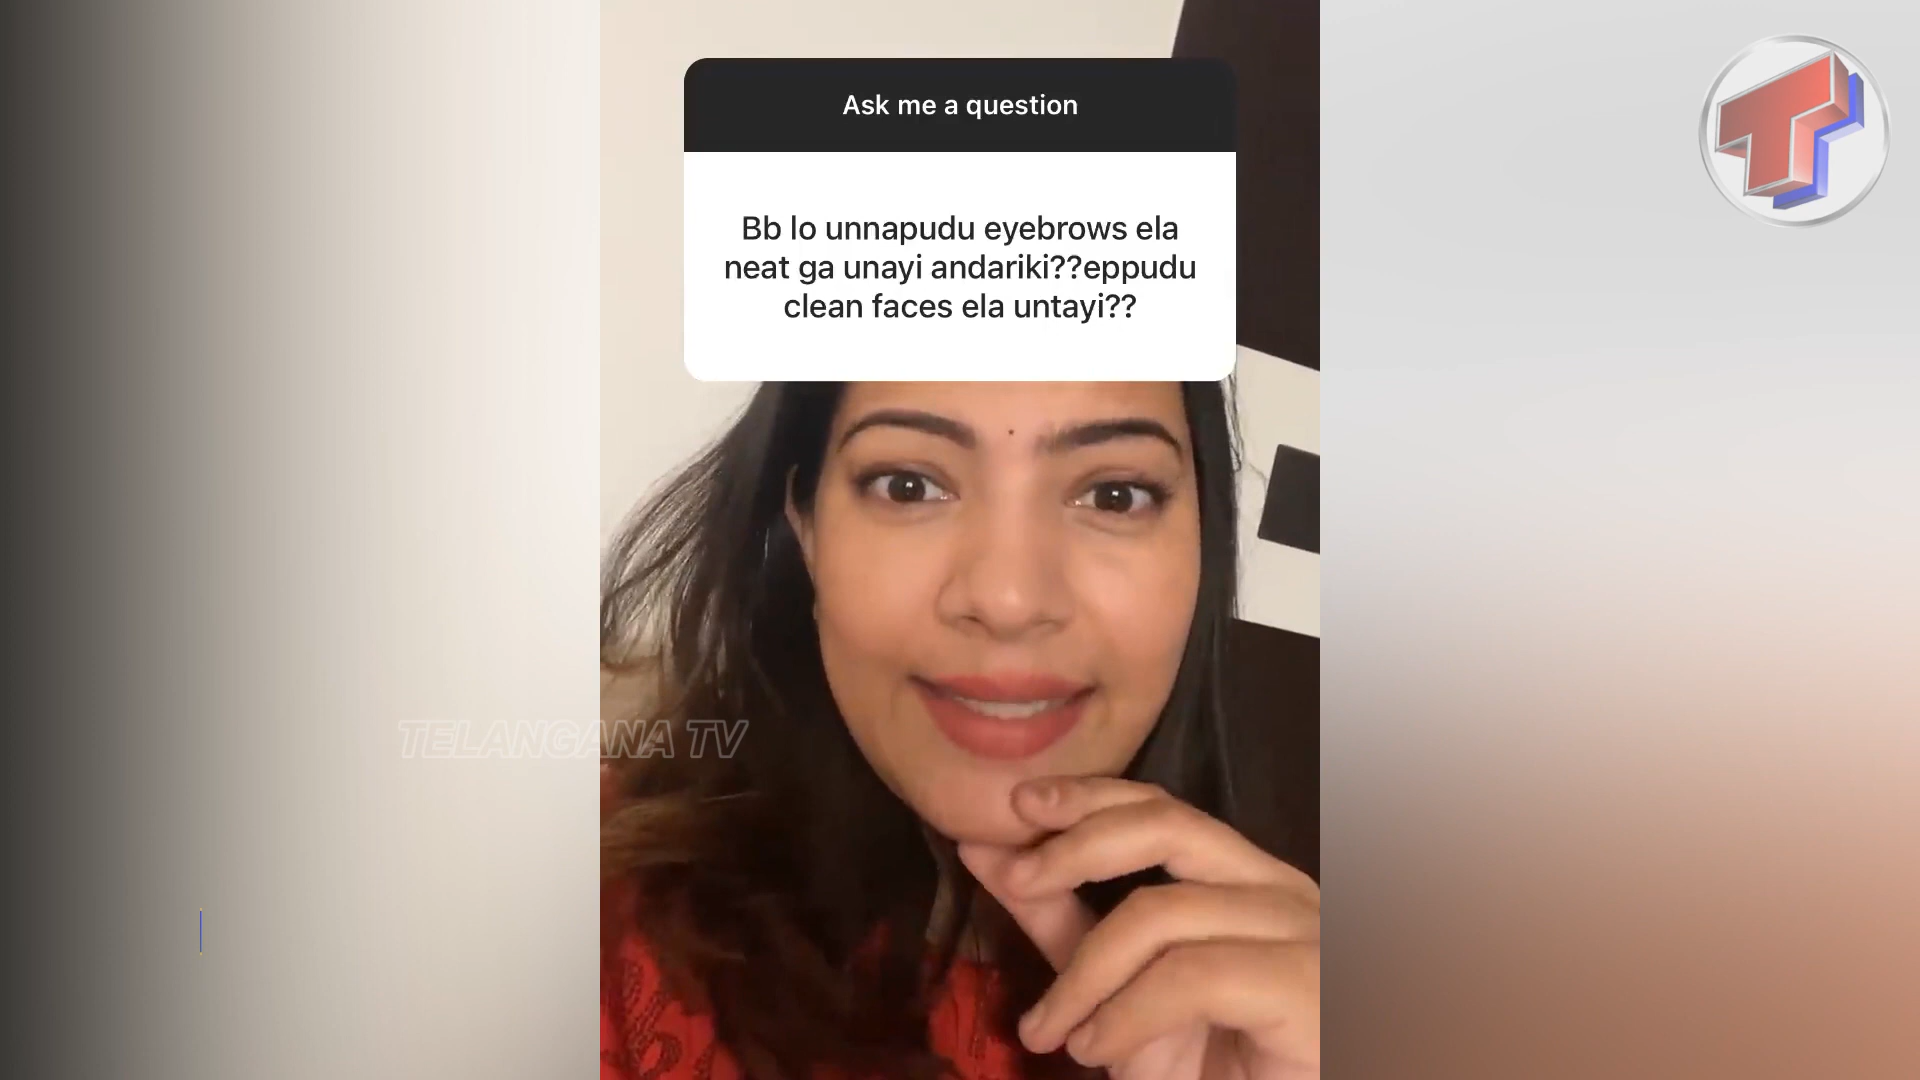 Ask me a question
Bb lo unnapudu eyebrows ela
neat ga unayi andariki??eppudu
clean faces ela untayi??
TELANGANA TV
T